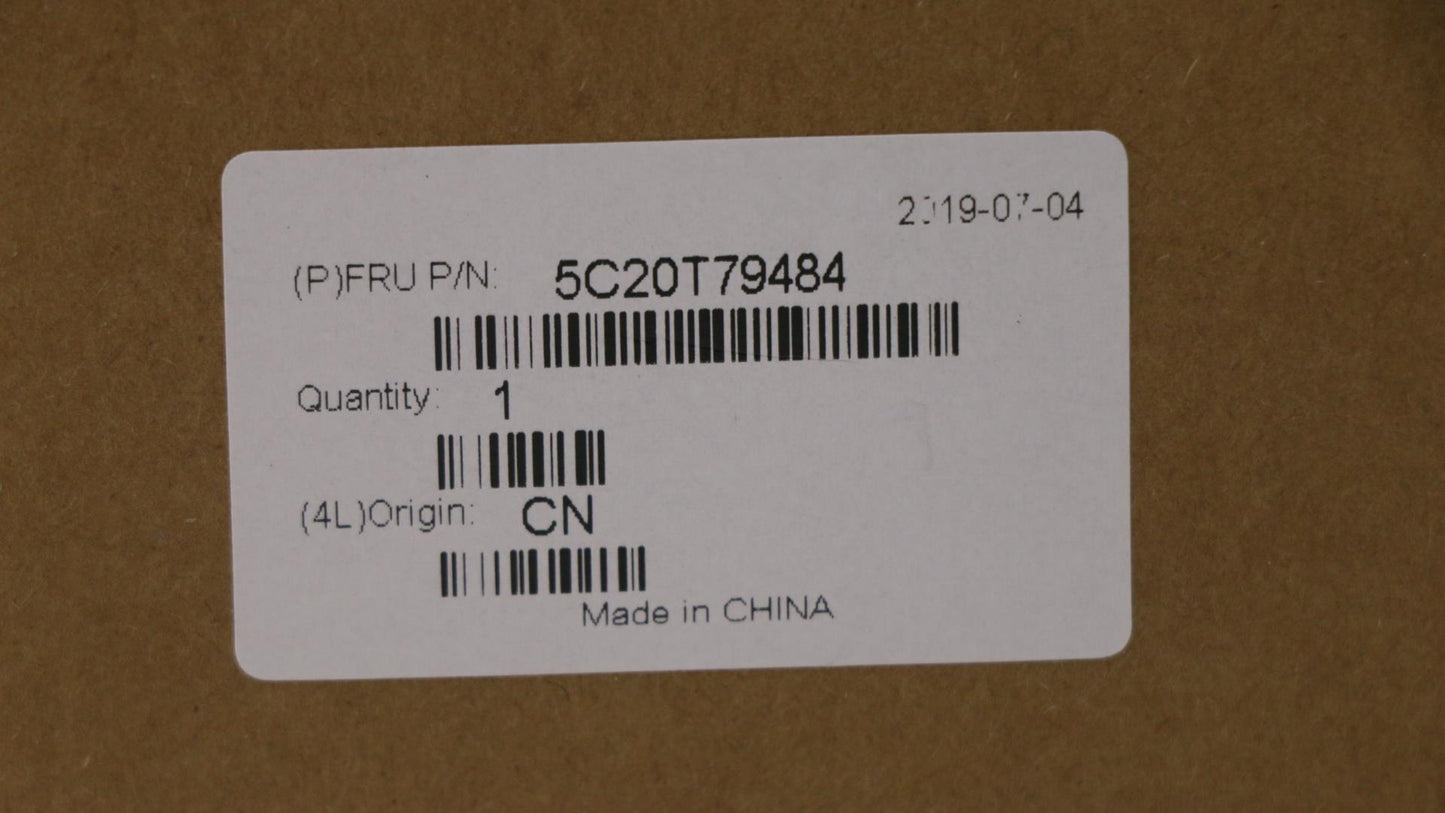 2019-07-04
(P)FRU P/N: 5C20T79484
Quantity: 1
(4L)Origin: CN
Made in CHINA